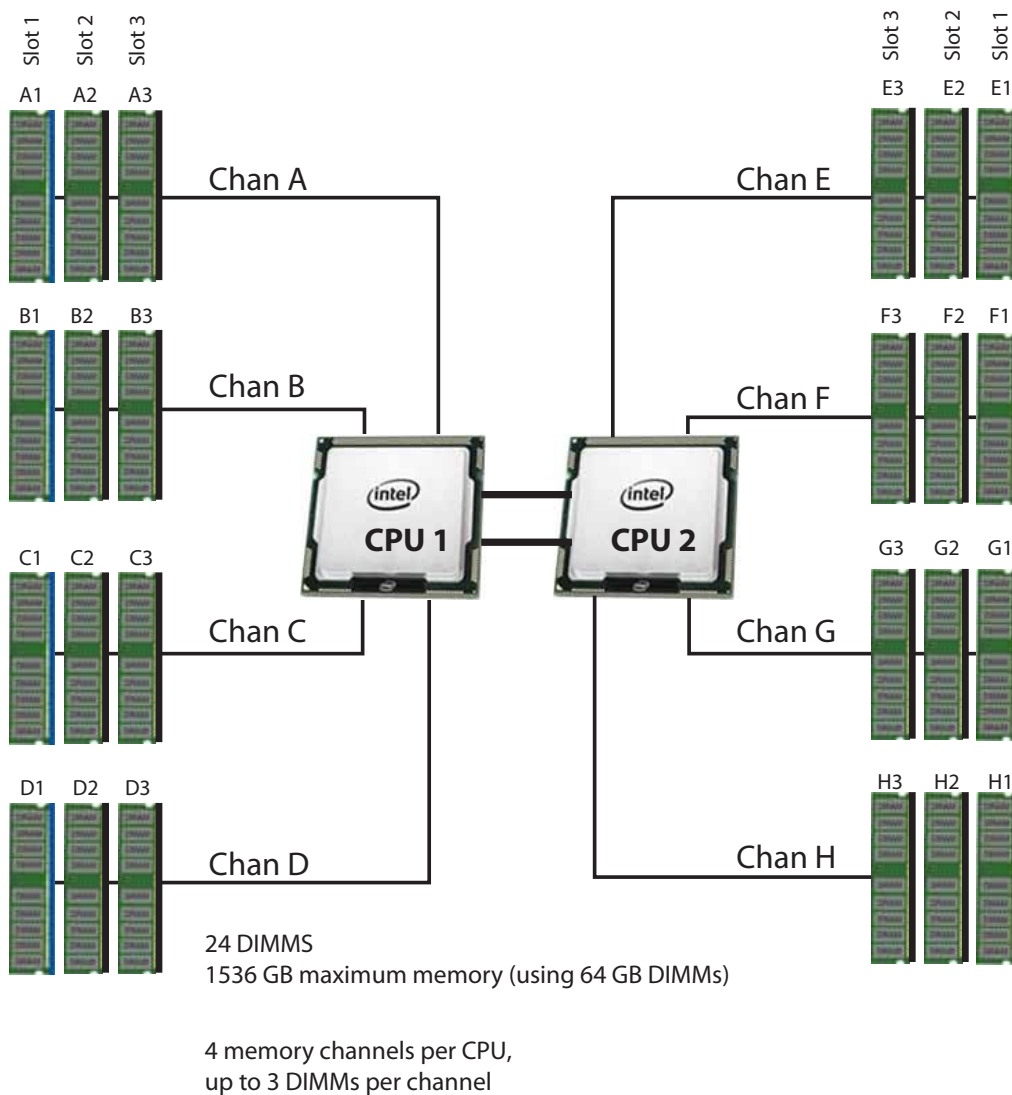 Slot 1 Slot 2 Slot 3
Slot 3 Slot 2 Slot 1
A1 A2 A3
E3 E2 E1
Chan A
Chan E
B1 B2 B3
F3 F2 F1
Chan B
Chan F
intel
CPU 1
intel
CPU 2
C1 C2 C3
G3 G2 G1
Chan C
Chan G
D1 D2 D3
H3 H2 H1
Chan D
Chan H
24 DIMMS
1536 GB maximum memory (using 64 GB DIMMs)
4 memory channels per CPU,
up to 3 DIMMs per channel